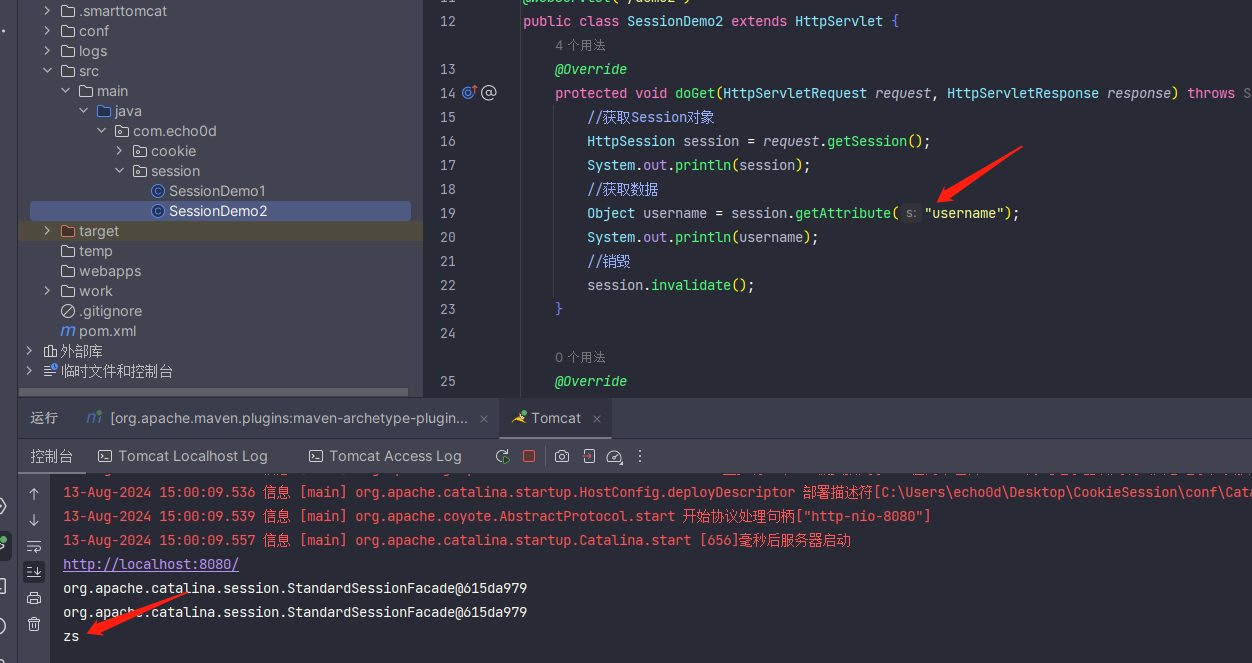 .smarttomcat
conf
logs
src
main
java
com.echo0d
cookie
session
SessionDemo1
SessionDemo2
target
temp
webapps
work
.gitignore
pom.xml
外部库
临时文件和控制台
12 public class SessionDemo2 extends HttpServlet {
4 个用法
13 @Override
14 protected void doGet(HttpServletRequest request, HttpServletResponse response) throws S
15 //获取Session对象
16 HttpSession session = request.getSession();
17 System.out.println(session);
18 //获取数据
19 Object username = session.getAttribute( s: "username");
20 System.out.println(username);
21 //销毁
22 session.invalidate();
23 }
24
0 个用法
25 @Override
运行 [org.apache.maven.plugins:maven-archetype-plugin... Tomcat
控制台 Tomcat Localhost Log Tomcat Access Log
13-Aug-2024 15:00:09.536 信息 [main] org.apache.catalina.startup.HostConfig.deployDescriptor 部署描述符[C:\Users\echo0d\Desktop\CookieSession\conf\Cata
13-Aug-2024 15:00:09.539 信息 [main] org.apache.coyote.AbstractProtocol.start 开始协议处理句柄["http-nio-8080"]
13-Aug-2024 15:00:09.557 信息 [main] org.apache.catalina.startup.Catalina.start [656]毫秒后服务器启动
http://localhost:8080/
org.apache.catalina.session.StandardSessionFacade@615da979
org.apache.catalina.session.StandardSessionFacade@615da979
zs